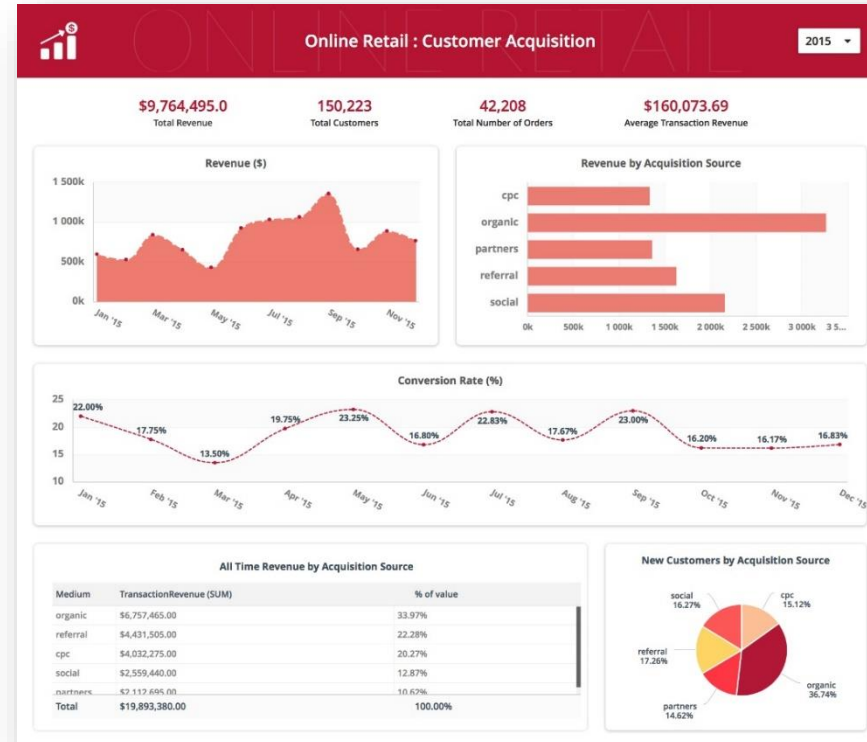 ONLINE RETAIL
Online Retail : Customer Acquisition
2015
$9,764,495.0
Total Revenue
150,223
Total Customers
42,208
Total Number of Orders
$160,073.69
Average Transaction Revenue
Revenue ($)
1 500k
1 000k
500k
0k
Jan '15
Mar '15
May '15
Jul '15
Sep '15
Nov '15
Revenue by Acquisition Source
cpc
organic
partners
referral
social
0k 500k 1 000k 1 500k 2 000k 2 500k 3 000k 3 5...
Conversion Rate (%)
25
20
15
10
22.00%
17.75%
13.50%
19.75%
23.25%
16.80%
22.83%
17.67%
23.00%
16.20%
16.17%
16.83%
Jan '15
Feb '15
Mar '15
Apr '15
May '15
Jun '15
Jul '15
Aug '15
Sep '15
Oct '15
Nov '15
Dec '15
All Time Revenue by Acquisition Source
Medium TransactionRevenue (SUM) % of value
organic $6,757,465.00 33.97%
referral $4,431,505.00 22.28%
cpc $4,032,275.00 20.27%
social $2,559,440.00 12.87%
partners $2,112,695.00 10.62%
Total $19,893,380.00 100.00%
New Customers by Acquisition Source
social
16.27%
cpc
15.12%
referral
17.26%
organic
36.74%
partners
14.62%